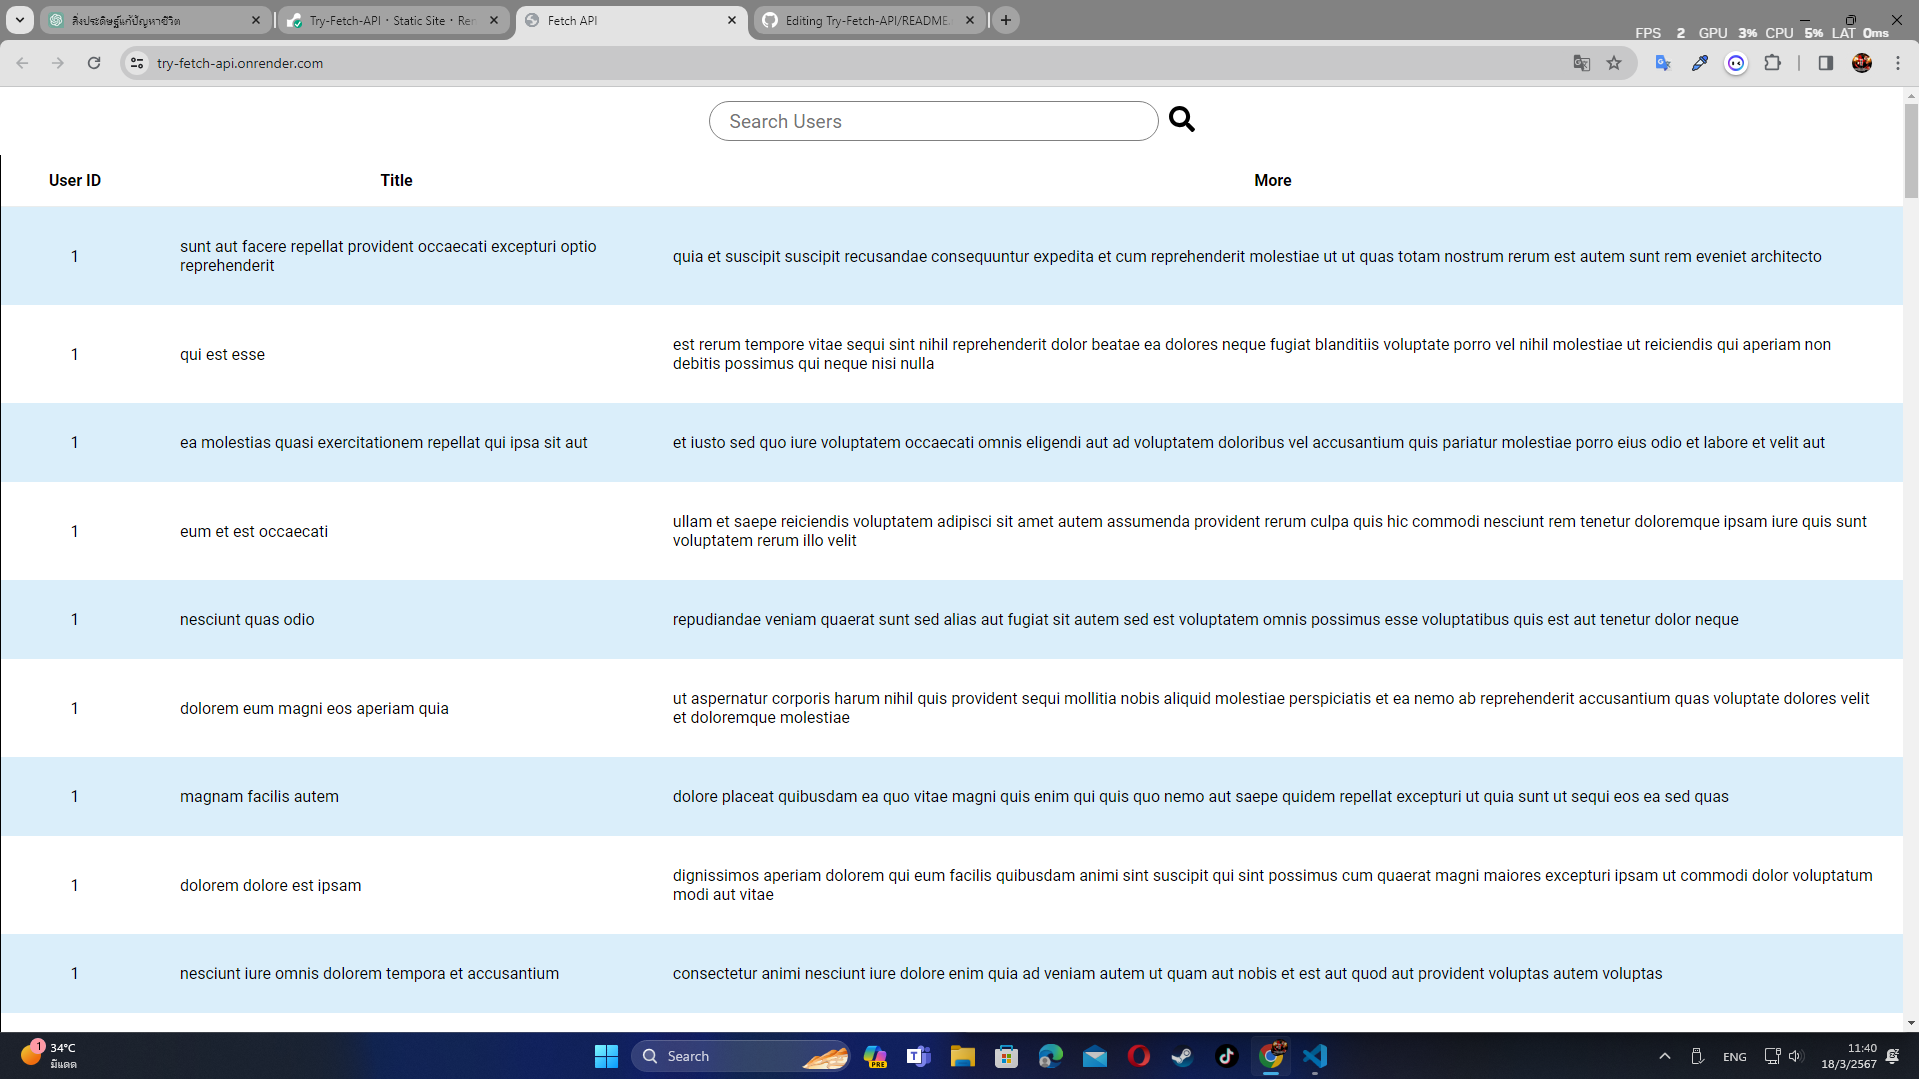 สิ่งประดิษฐ์แก้ปัญหาชีวิต
Try-Fetch-API · Static Site · Ren
Fetch API
Editing Try-Fetch-API/README.
FPS 2 GPU 3% CPU 5% LAT 0ms
try-fetch-api.onrender.com
Search Users
User ID Title More
1 sunt aut facere repellat provident occaecati excepturi optio
reprehenderit
quia et suscipit suscipit recusandae consequuntur expedita et cum reprehenderit molestiae ut ut quas totam nostrum rerum est autem sunt rem eveniet architecto
1 qui est esse
est rerum tempore vitae sequi sint nihil reprehenderit dolor beatae ea dolores neque fugiat blanditiis voluptate porro vel nihil molestiae ut reiciendis qui aperiam non
debitis possimus qui neque nisi nulla
1 ea molestias quasi exercitationem repellat qui ipsa sit aut
et iusto sed quo iure voluptatem occaecati omnis eligendi aut ad voluptatem doloribus vel accusantium quis pariatur molestiae porro eius odio et labore et velit aut
1 eum et est occaecati
ullam et saepe reiciendis voluptatem adipisci sit amet autem assumenda provident rerum culpa quis hic commodi nesciunt rem tenetur doloremque ipsam iure quis sunt
voluptatem rerum illo velit
1 nesciunt quas odio
repudiandae veniam quaerat sunt sed alias aut fugiat sit autem sed est voluptatem omnis possimus esse voluptatibus quis est aut tenetur dolor neque
1 dolorem eum magni eos aperiam quia
ut aspernatur corporis harum nihil quis provident sequi mollitia nobis aliquid molestiae perspiciatis et ea nemo ab reprehenderit accusantium quas voluptate dolores velit
et doloremque molestiae
1 magnam facilis autem
dolore placeat quibusdam ea quo vitae magni quis enim qui quis quo nemo aut saepe quidem repellat excepturi ut quia sunt ut sequi eos ea sed quas
1 dolorem dolore est ipsam
dignissimos aperiam dolorem qui eum facilis quibusdam animi sint suscipit qui sint possimus cum quaerat magni maiores excepturi ipsam ut commodi dolor voluptatum
modi aut vitae
1 nesciunt iure omnis dolorem tempora et accusantium
consectetur animi nesciunt iure dolore enim quia ad veniam autem ut quam aut nobis et est aut quod aut provident voluptas autem voluptas
1
34°C
มีแดด
Search
PRE
ENG
11:40
18/3/2567